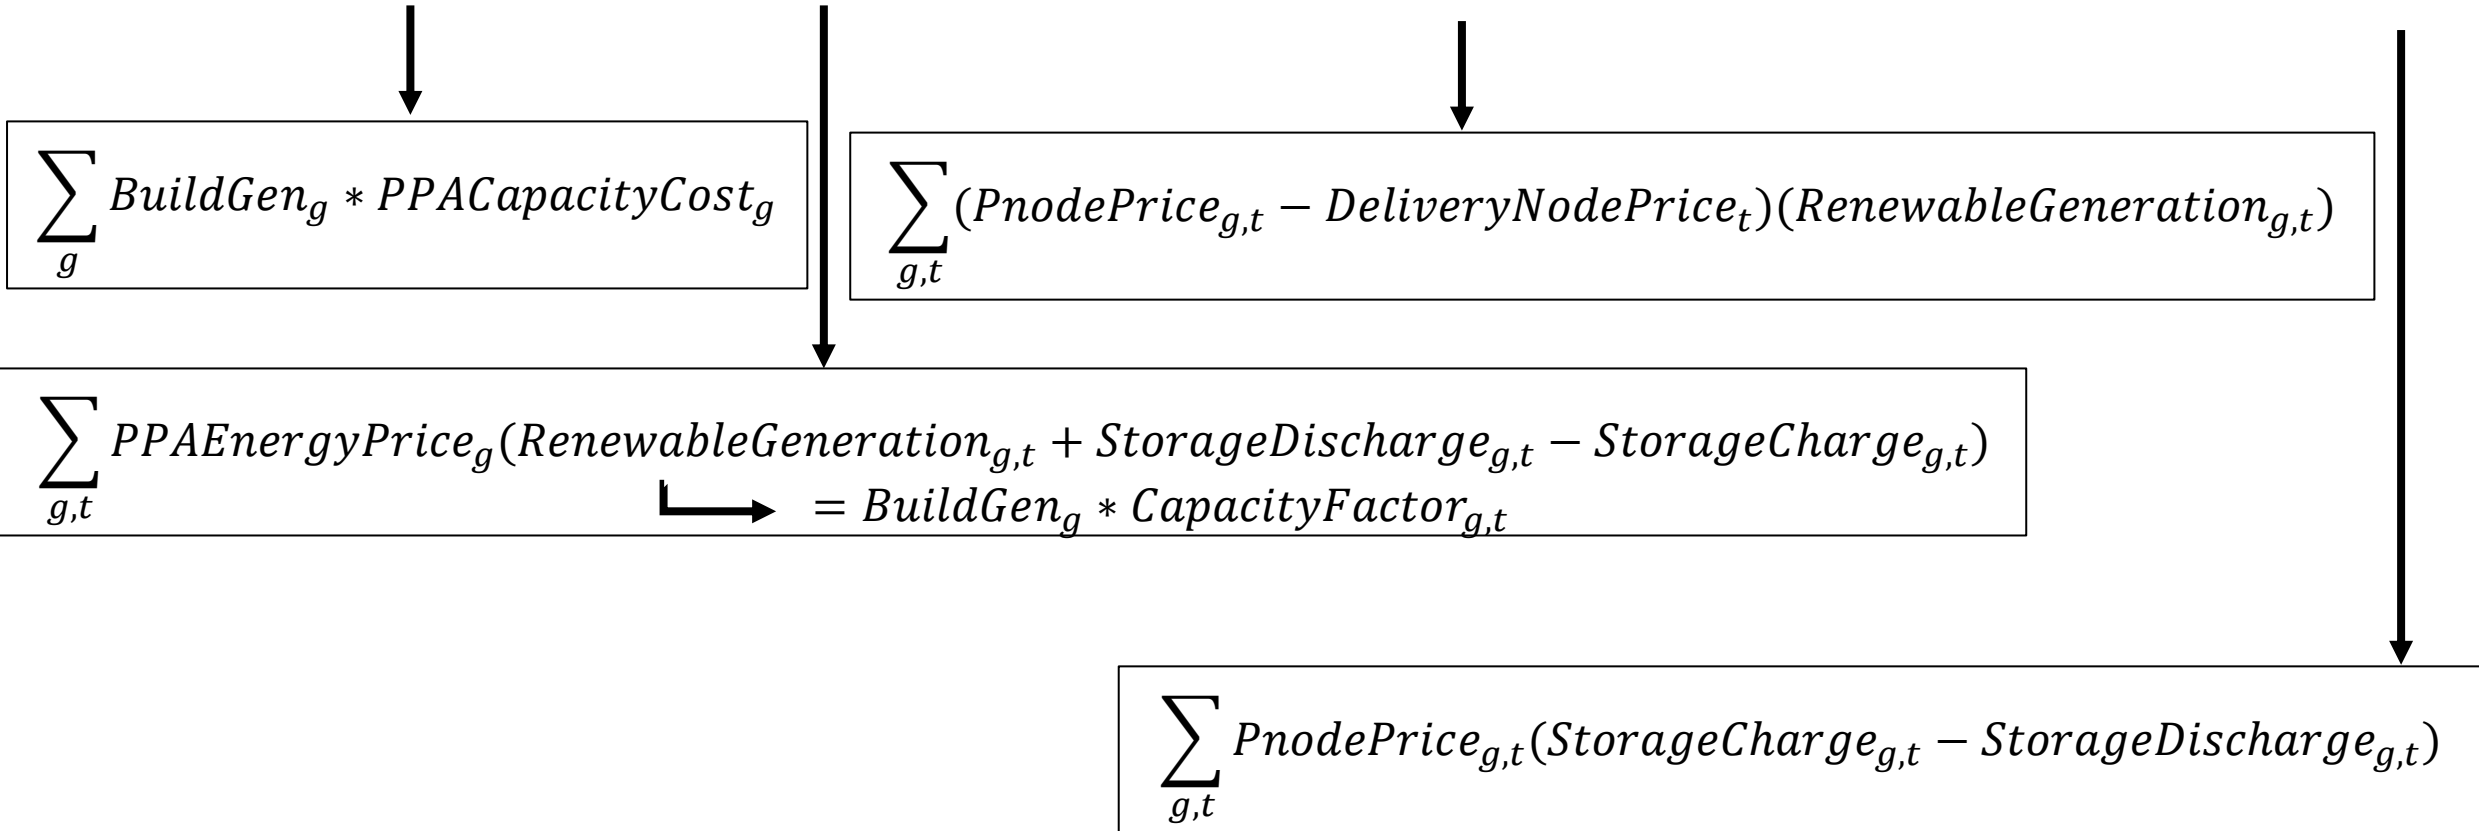 ∑_g BuildGen_g ∗ PPACapacityCost_g
∑_{g,t} (PnodePrice_{g,t} − DeliveryNodePrice_t)(RenewableGeneration_{g,t})
∑_{g,t} PPAEnergyPrice_g(RenewableGeneration_{g,t} + StorageDischarge_{g,t} − StorageCharge_{g,t})
= BuildGen_g ∗ CapacityFactor_{g,t}
∑_{g,t} PnodePrice_{g,t}(StorageCharge_{g,t} − StorageDischarge_{g,t})